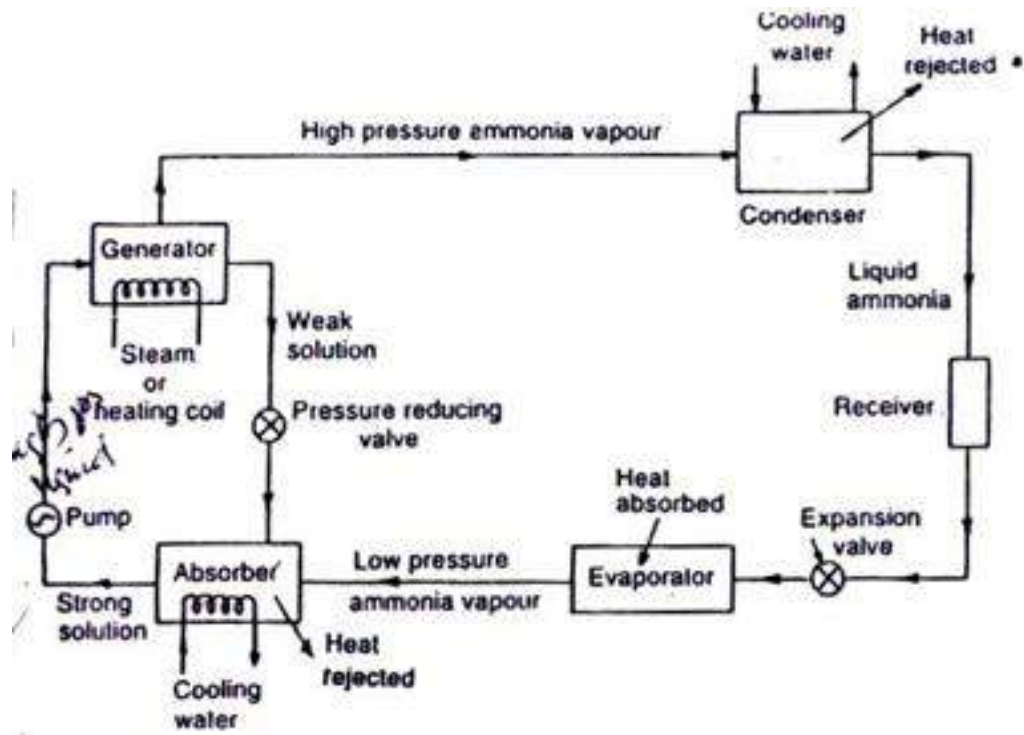 Cooling
water
Heat
rejected
High pressure ammonia vapour
Condenser
Generator
Liquid
ammonia
Weak
solution
Steam
or
heating coil
Pressure reducing
valve
Receiver
Heat
absorbed
Pump
Expansion
valve
Absorber
Low pressure
ammonia vapour
Evaporator
Strong
solution
Heat
rejected
Cooling
water